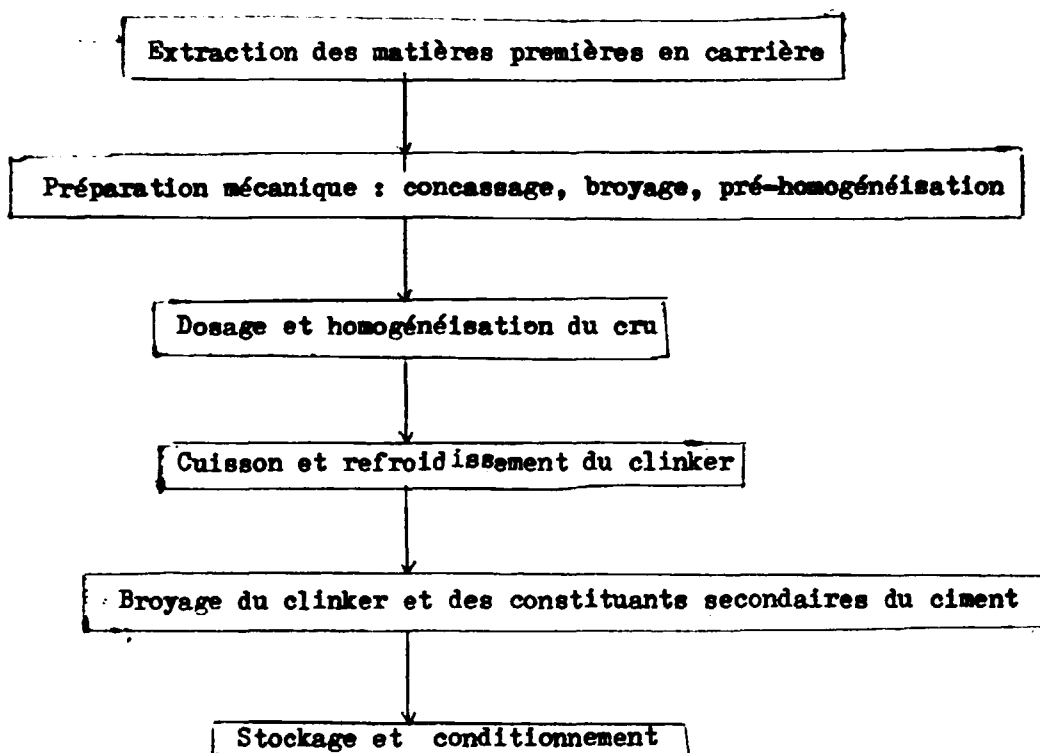 Extraction des matières premières en carrière
Préparation mécanique : concassage, broyage, pré-homogénéisation
Dosage et homogénéisation du cru
Cuisson et refroidissement du clinker
Broyage du clinker et des constituants secondaires du ciment
Stockage et conditionnement